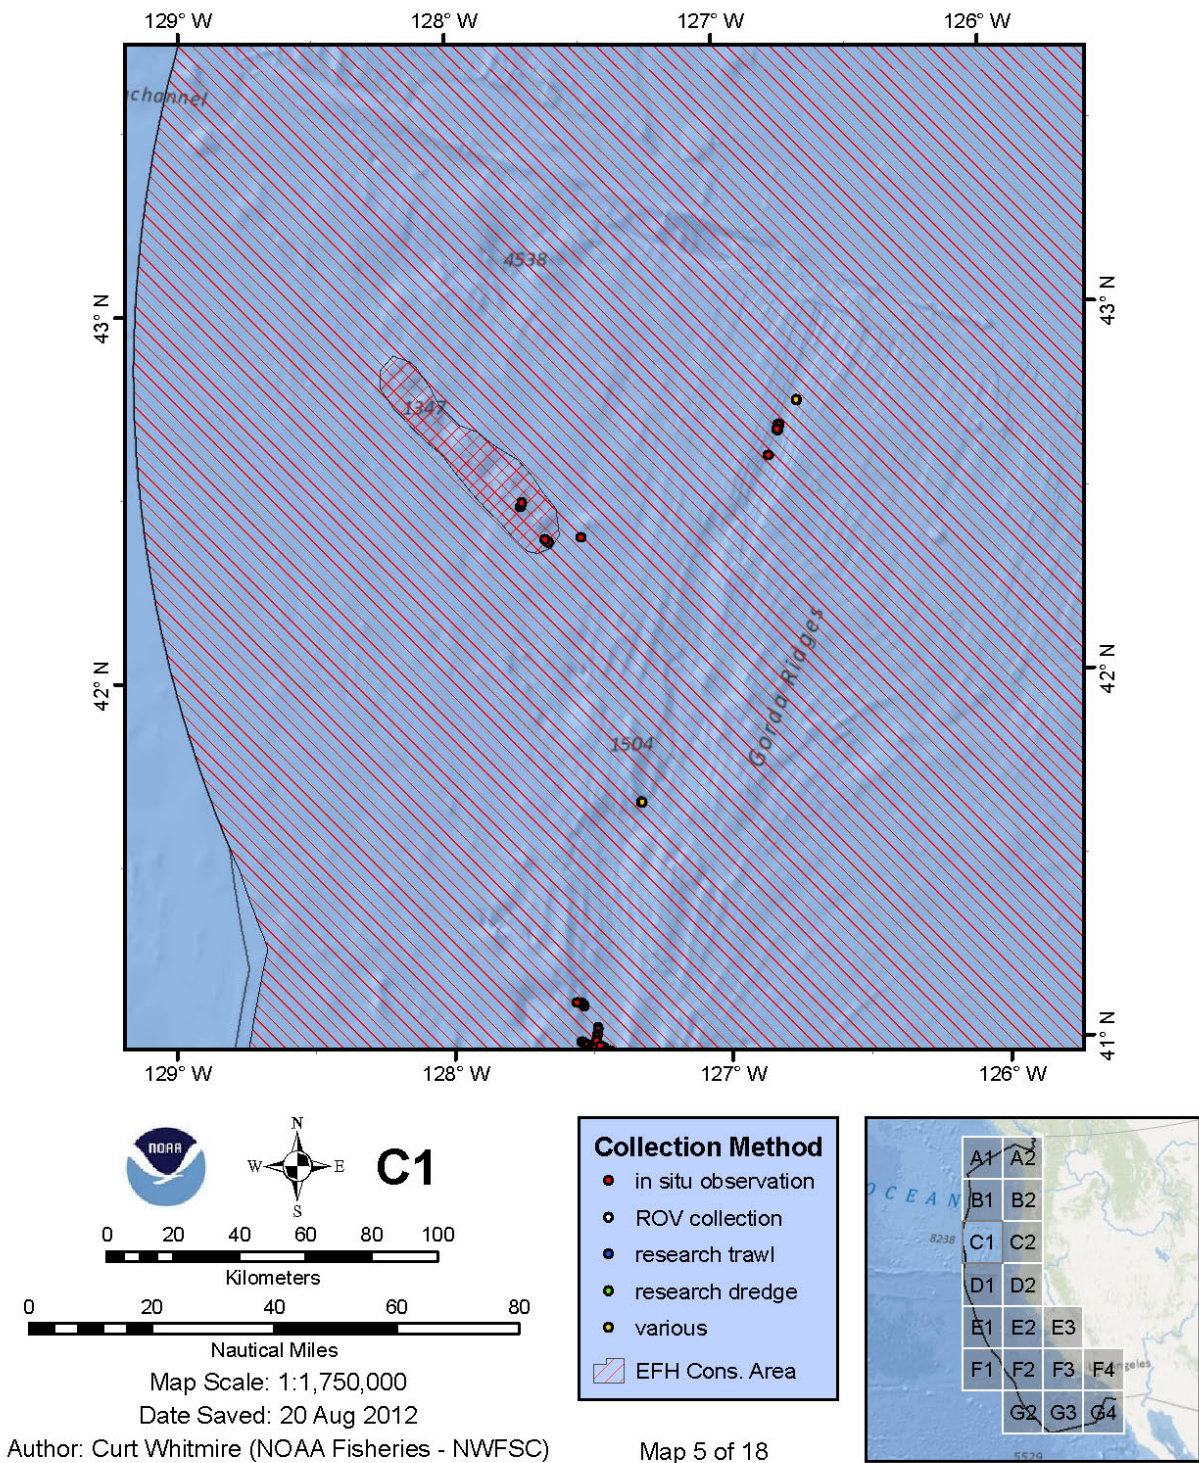 129° W 128° W 127° W 126° W
channel
4538
43° N 43° N
1347
42° N 42° N
Gorda Ridges
1504
41° N
129° W 128° W 127° W 126° W
NOAA
N
W E
S
C1
0 20 40 60 80 100
Kilometers
0 20 40 60 80
Nautical Miles
Map Scale: 1:1,750,000
Date Saved: 20 Aug 2012
Author: Curt Whitmire (NOAA Fisheries - NWFSC)
Collection Method
in situ observation
ROV collection
research trawl
research dredge
various
EFH Cons. Area
Map 5 of 18
A1 A2
OCEAN B1 B2
8238 C1 C2
D1 D2
E1 E2 E3
F1 F2 F3 F4
G2 G3 G4
5529